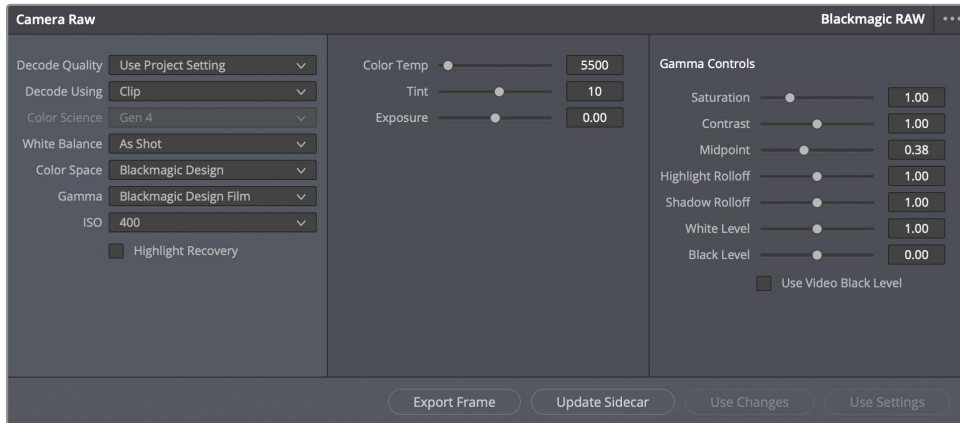 Camera Raw
Blackmagic RAW
Decode Quality Use Project Setting
Decode Using Clip
Color Science Gen 4
White Balance As Shot
Color Space Blackmagic Design
Gamma Blackmagic Design Film
ISO 400
Highlight Recovery
Color Temp 5500
Tint 10
Exposure 0.00
Gamma Controls
Saturation 1.00
Contrast 1.00
Midpoint 0.38
Highlight Rolloff 1.00
Shadow Rolloff 1.00
White Level 1.00
Black Level 0.00
Use Video Black Level
Export Frame
Update Sidecar
Use Changes
Use Settings